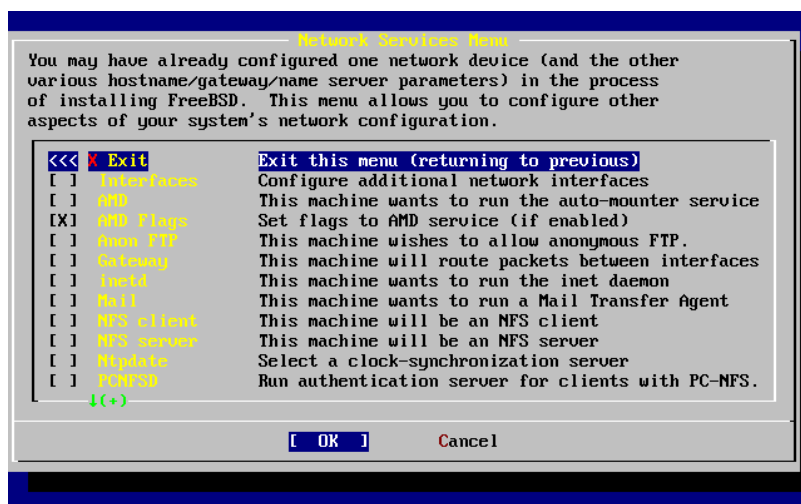 Network Services Menu
You may have already configured one network device (and the other
various hostname/gateway/name server parameters) in the process
of installing FreeBSD.  This menu allows you to configure other
aspects of your system's network configuration.
<<< X Exit Exit this menu (returning to previous)
[ ] Interfaces Configure additional network interfaces
[ ] AMD This machine wants to run the auto-mounter service
[X] AMD Flags Set flags to AMD service (if enabled)
[ ] Anon FTP This machine wishes to allow anonymous FTP.
[ ] Gateway This machine will route packets between interfaces
[ ] inetd This machine wants to run the inet daemon
[ ] Mail This machine wants to run a Mail Transfer Agent
[ ] NFS client This machine will be an NFS client
[ ] NFS server This machine will be an NFS server
[ ] Ntpdate Select a clock-synchronization server
[ ] PCNFSD Run authentication server for clients with PC-NFS.
↓(+)
[ OK ] Cancel